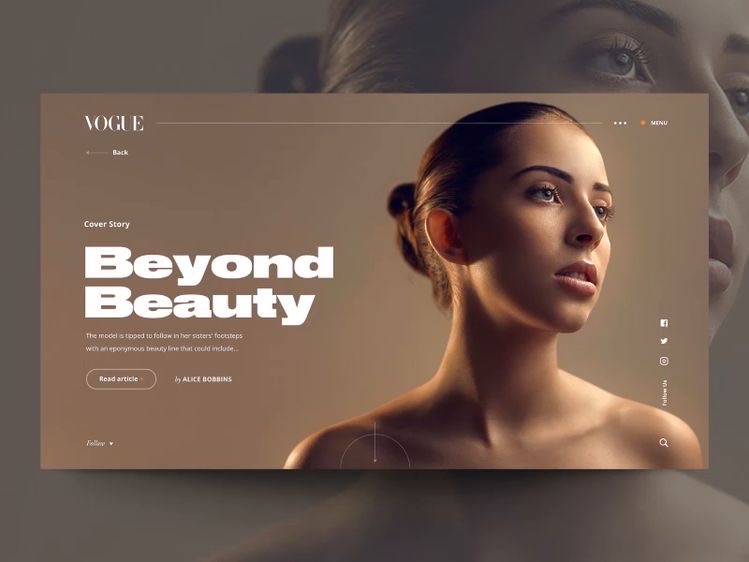 VOGUE
MENU
Back
Cover Story
Beyond
Beauty
The model is tipped to follow in her sisters' footsteps
with an eponymous beauty line that could include...
Read article
by ALICE BOBBINS
Follow Us
Follow